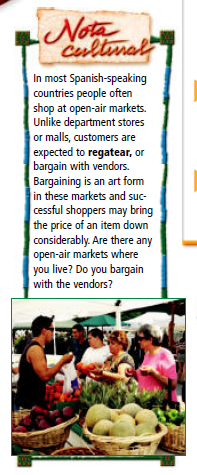 Nota
cultural
In most Spanish-speaking
countries people often
shop at open-air markets.
Unlike department stores
or malls, customers are
expected to regatear, or
bargain with vendors.
Bargaining is an art form
in these markets and suc-
cessful shoppers may bring
the price of an item down
considerably. Are there any
open-air markets where
you live? Do you bargain
with the vendors?